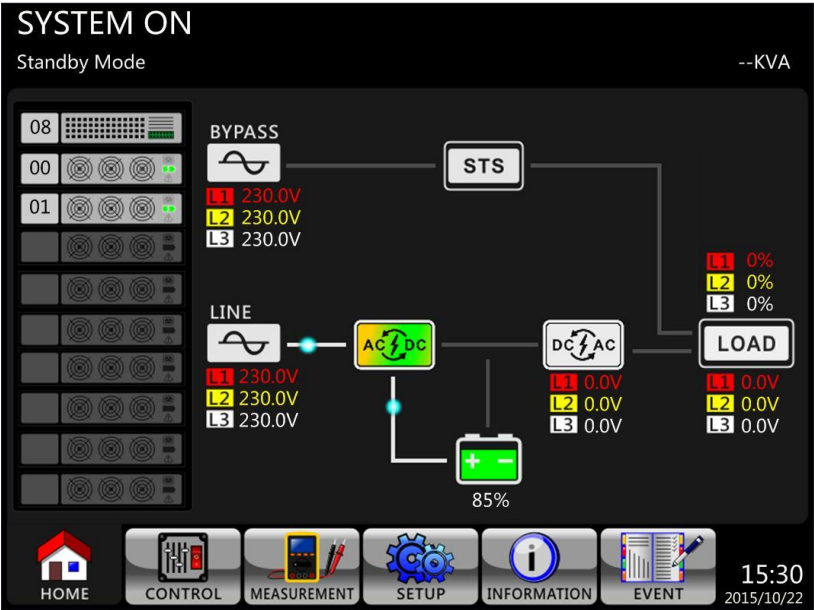 SYSTEM ON
Standby Mode
--KVA
08
00
01
BYPASS
L1 230.0V
L2 230.0V
L3 230.0V
STS
LINE
L1 230.0V
L2 230.0V
L3 230.0V
AC DC
DC AC
L1 0.0V
L2 0.0V
L3 0.0V
L1 0%
L2 0%
L3 0%
LOAD
L1 0.0V
L2 0.0V
L3 0.0V
+ −
85%
HOME
CONTROL
MEASUREMENT
SETUP
INFORMATION
EVENT
15:30
2015/10/22